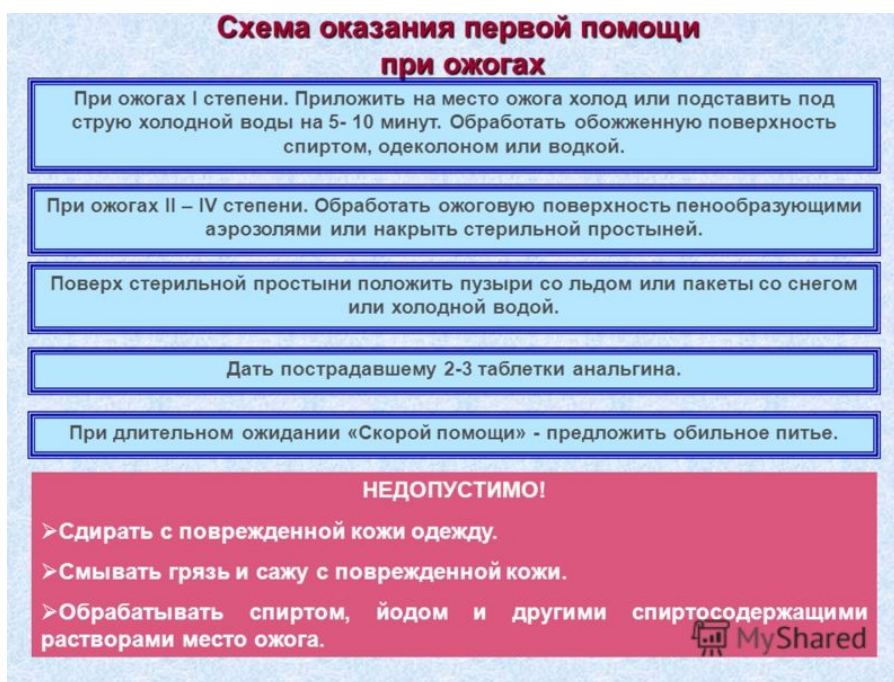 Схема оказания первой помощи
при ожогах
При ожогах I степени. Приложить на место ожога холод или подставить под
струю холодной воды на 5- 10 минут. Обработать обожженную поверхность
спиртом, одеколоном или водкой.
При ожогах II – IV степени. Обработать ожоговую поверхность пенообразующими
аэрозолями или накрыть стерильной простыней.
Поверх стерильной простыни положить пузыри со льдом или пакеты со снегом
или холодной водой.
Дать пострадавшему 2-3 таблетки анальгина.
При длительном ожидании «Скорой помощи» - предложить обильное питье.
НЕДОПУСТИМО!
➢Сдирать с поврежденной кожи одежду.
➢Смывать грязь и сажу с поврежденной кожи.
➢Обрабатывать спиртом, йодом и другими спиртосодержащими
растворами место ожога.
MyShared